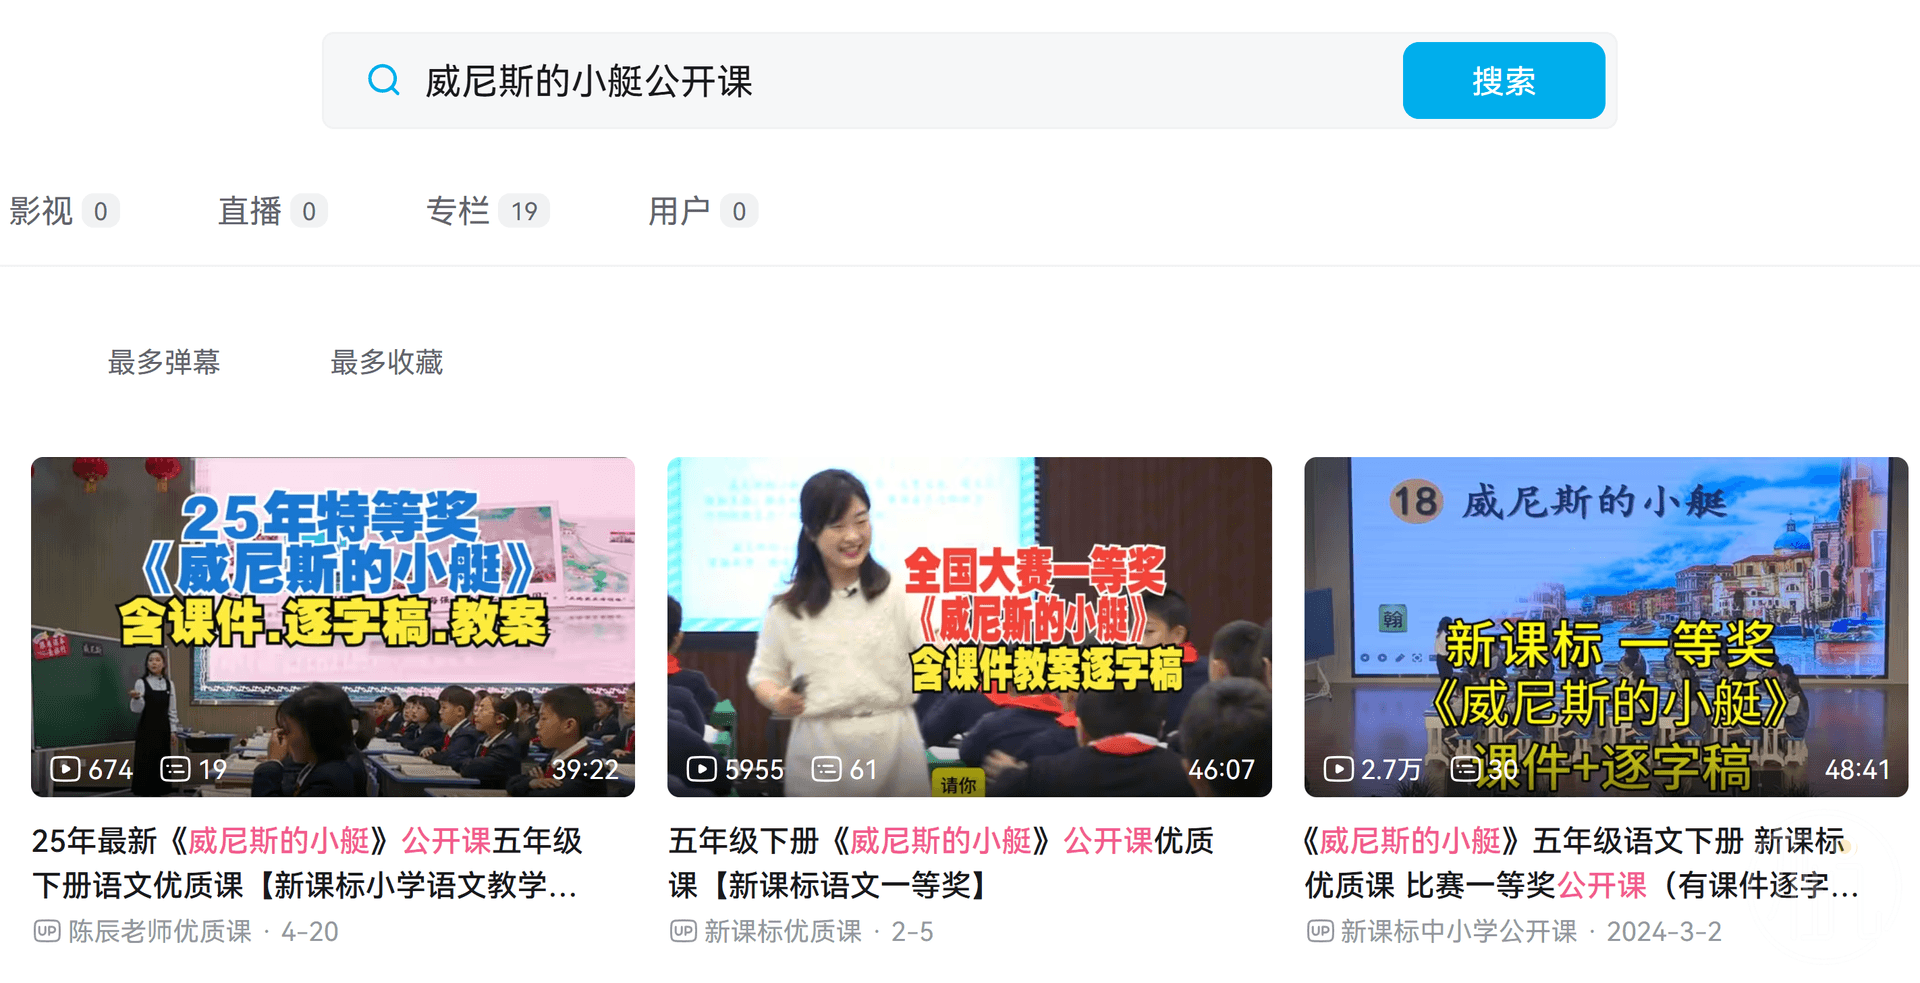 威尼斯的小艇公开课
搜索
影视 0
直播 0
专栏 19
用户 0
最多弹幕
最多收藏
25年特等奖
《威尼斯的小艇》
含课件.逐字稿.教案
674
19
39:22
25年最新《威尼斯的小艇》公开课五年级
下册语文优质课【新课标小学语文教学...
UP 陈辰老师优质课 · 4-20
全国大赛一等奖
《威尼斯的小艇》
含课件教案逐字稿
请你
5955
61
46:07
五年级下册《威尼斯的小艇》公开课优质
课【新课标语文一等奖】
UP 新课标优质课 · 2-5
18 威尼斯的小艇
翰
新课标 一等奖
《威尼斯的小艇》
课件+逐字稿
2.7万
30
48:41
《威尼斯的小艇》五年级语文下册 新课标
优质课 比赛一等奖公开课（有课件逐字...
UP 新课标中小学公开课 · 2024-3-2